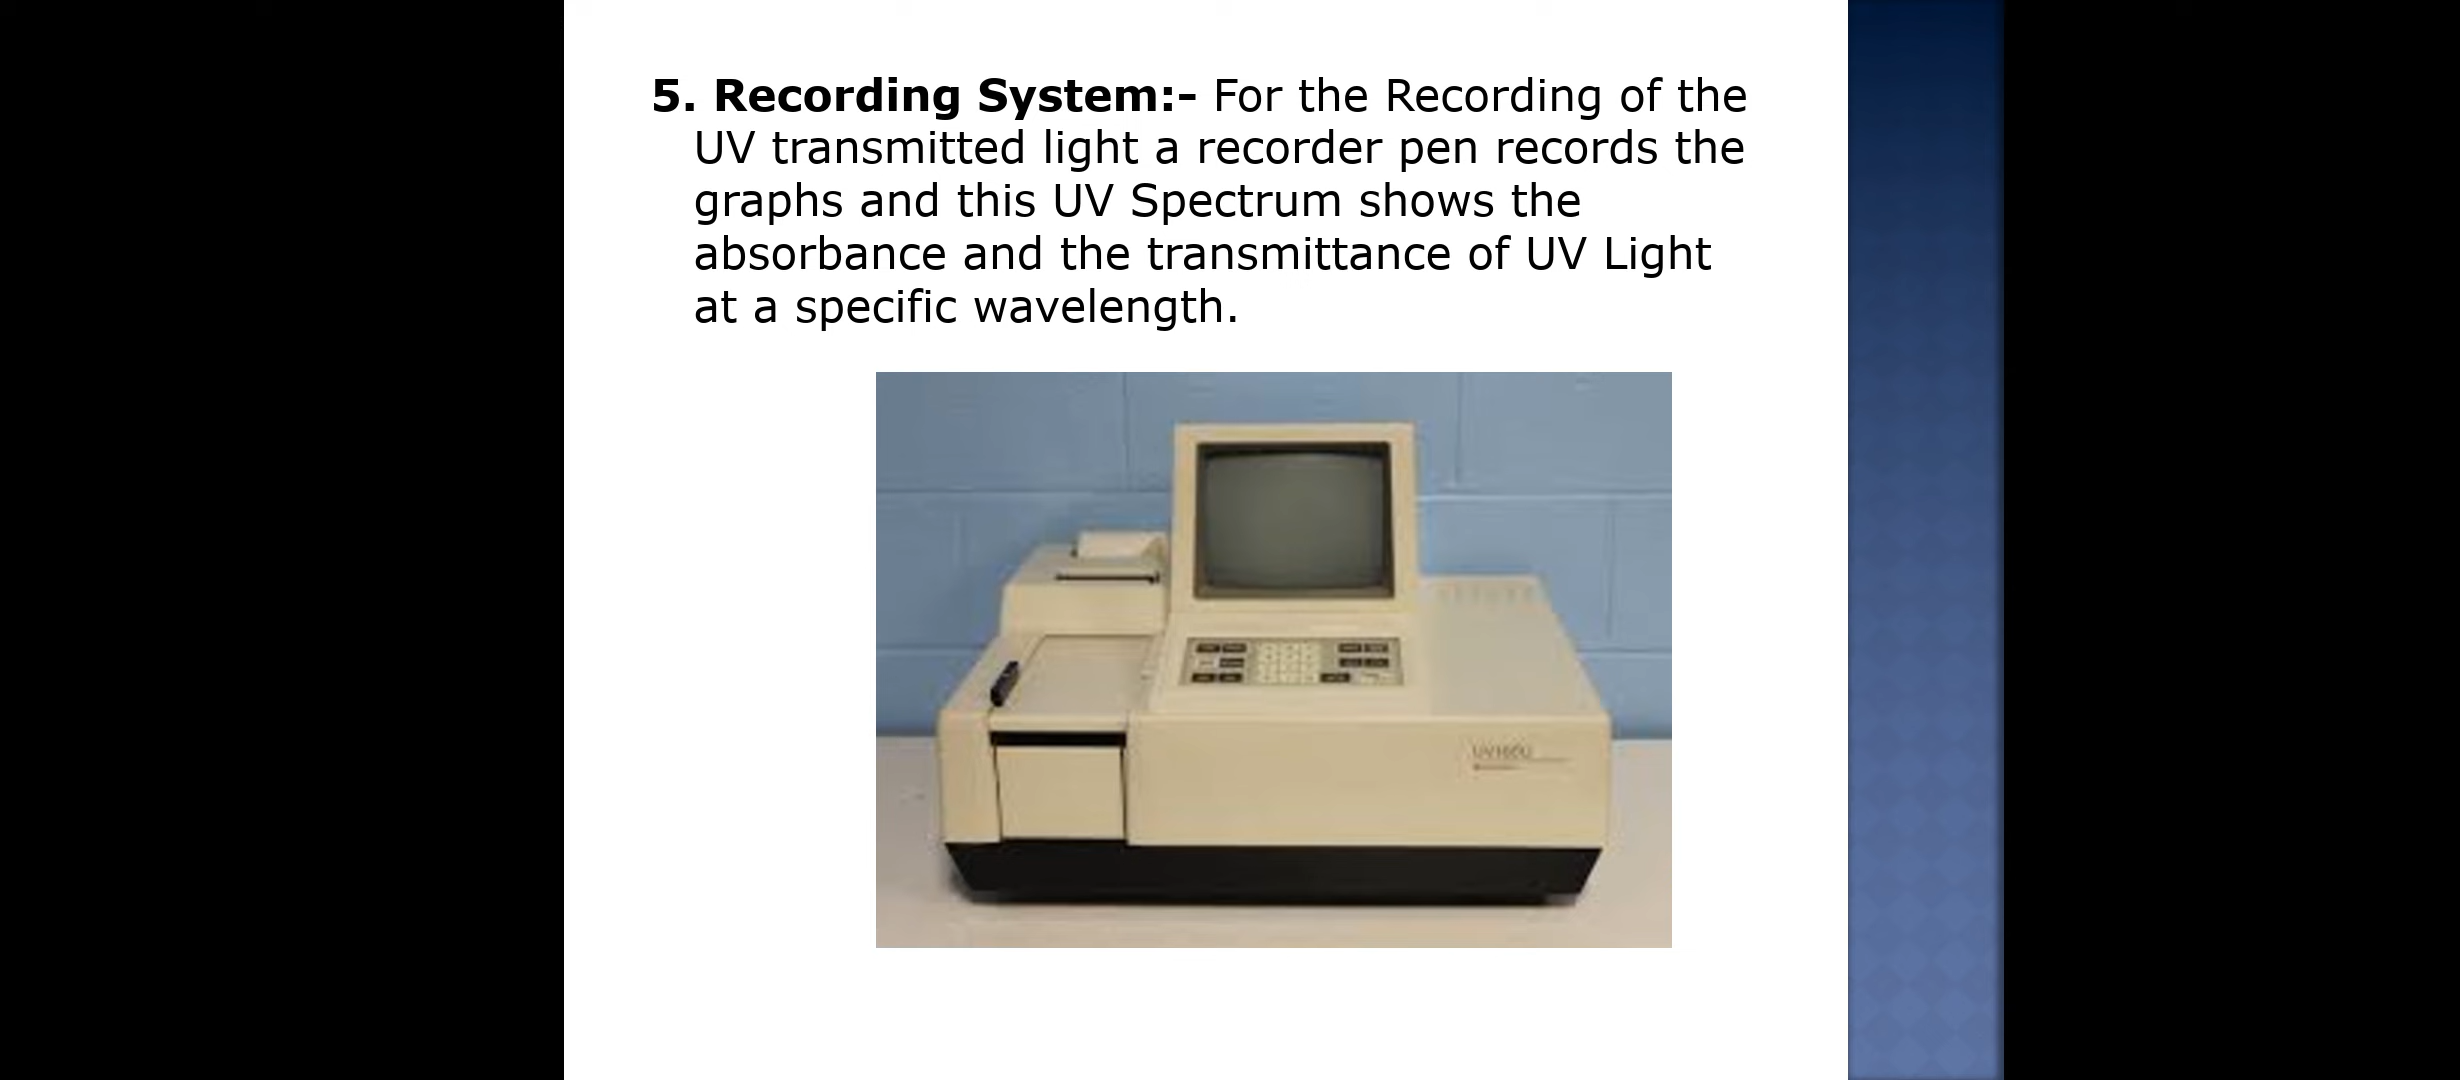 5. Recording System:- For the Recording of the
UV transmitted light a recorder pen records the
graphs and this UV Spectrum shows the
absorbance and the transmittance of UV Light
at a specific wavelength.